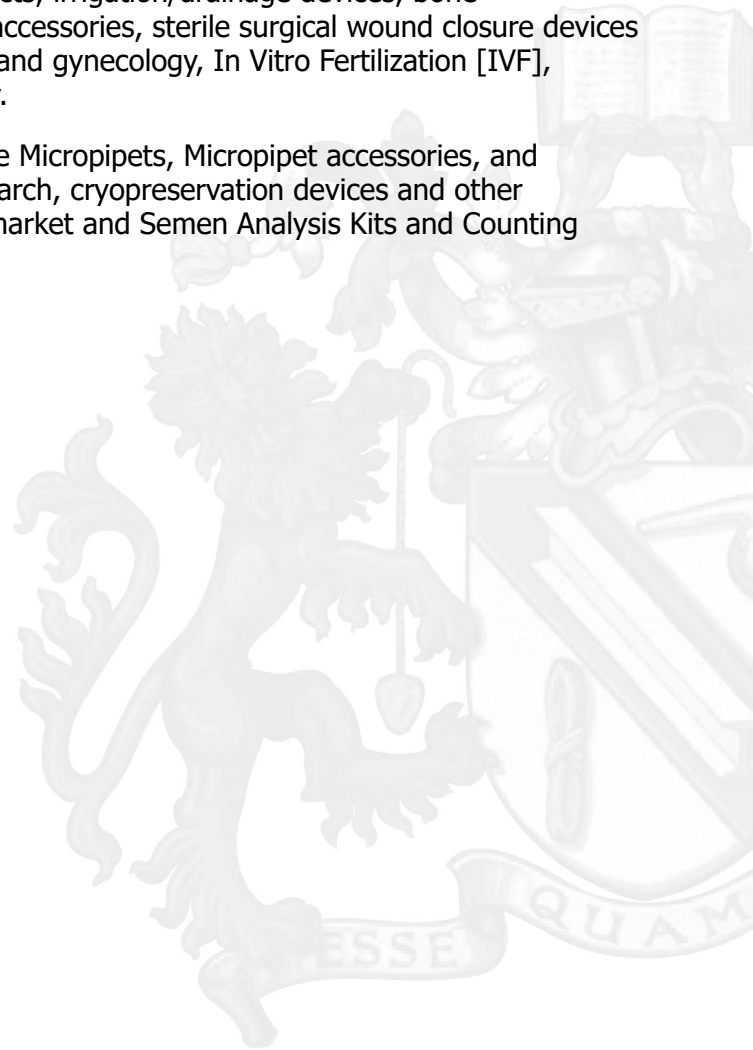 accessories, sterile surgical wound closure devices
and gynecology, In Vitro Fertilization [IVF],
Micropipets, Micropipet accessories, and
cryopreservation devices and other
market and Semen Analysis Kits and Counting
ESSE
QUAM